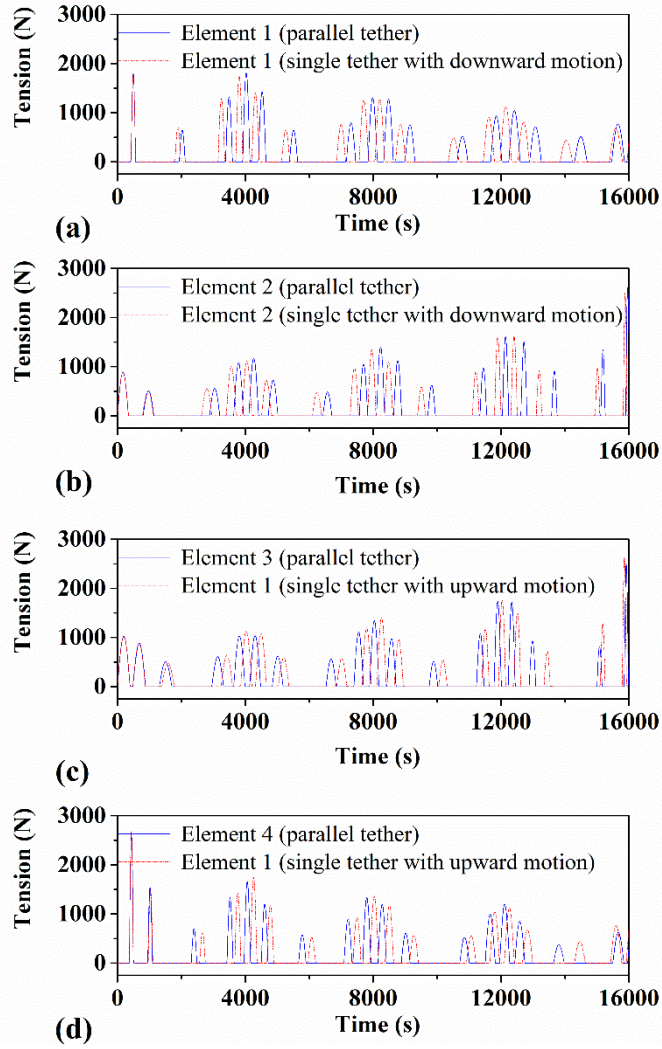 3000
Element 1 (parallel tether)
Element 1 (single tether with downward motion)
2000
1000
0
Tension (N)
0 4000 8000 12000 16000
Time (s)
(a)
3000
Element 2 (parallel tether)
Element 2 (single tether with downward motion)
2000
1000
0
Tension (N)
0 4000 8000 12000 16000
Time (s)
(b)
3000
Element 3 (parallel tether)
Element 1 (single tether with upward motion)
2000
1000
0
Tension (N)
0 4000 8000 12000 16000
Time (s)
(c)
3000
Element 4 (parallel tether)
Element 1 (single tether with upward motion)
2000
1000
0
Tension (N)
0 4000 8000 12000 16000
Time (s)
(d)